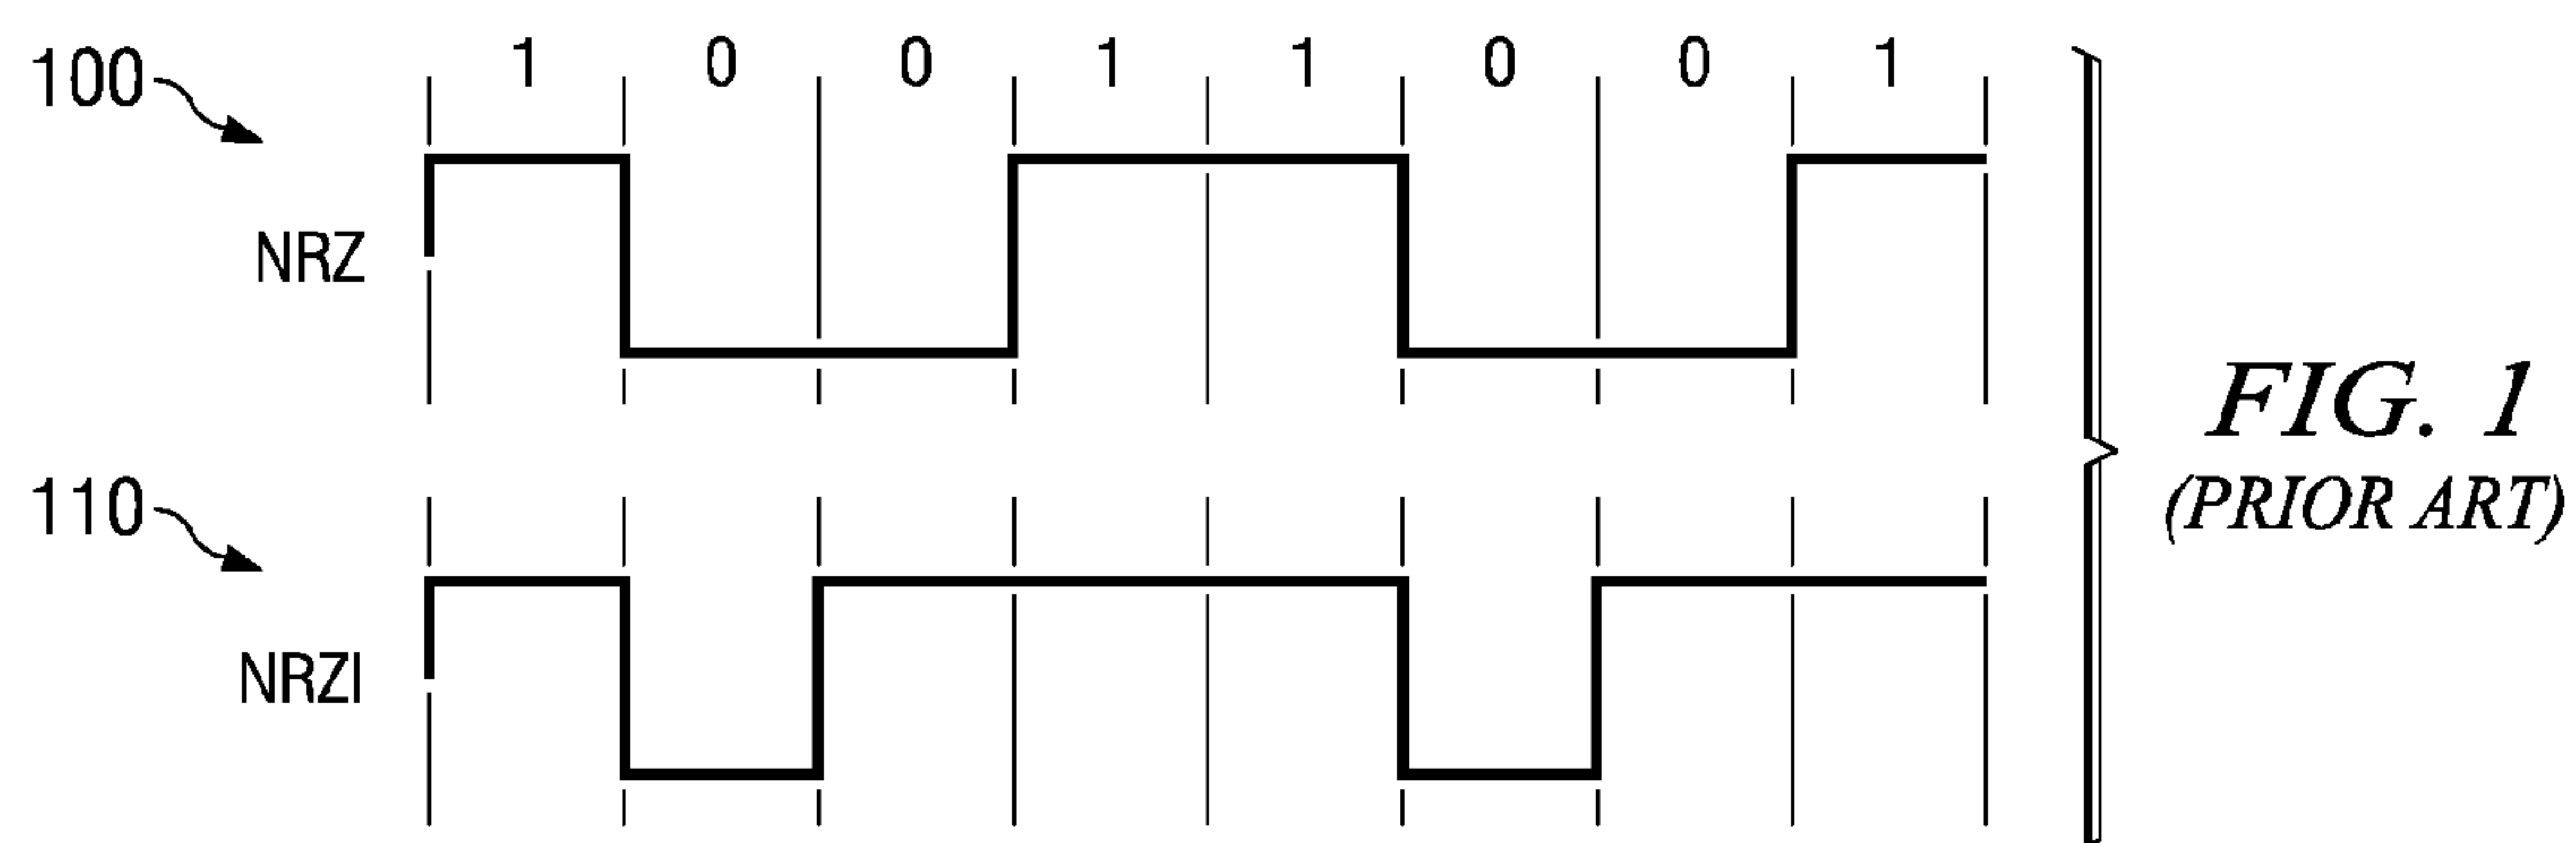 100
1 0 0 1 1 0 0 1
NRZ
110
NRZI
FIG. 1
(PRIOR ART)